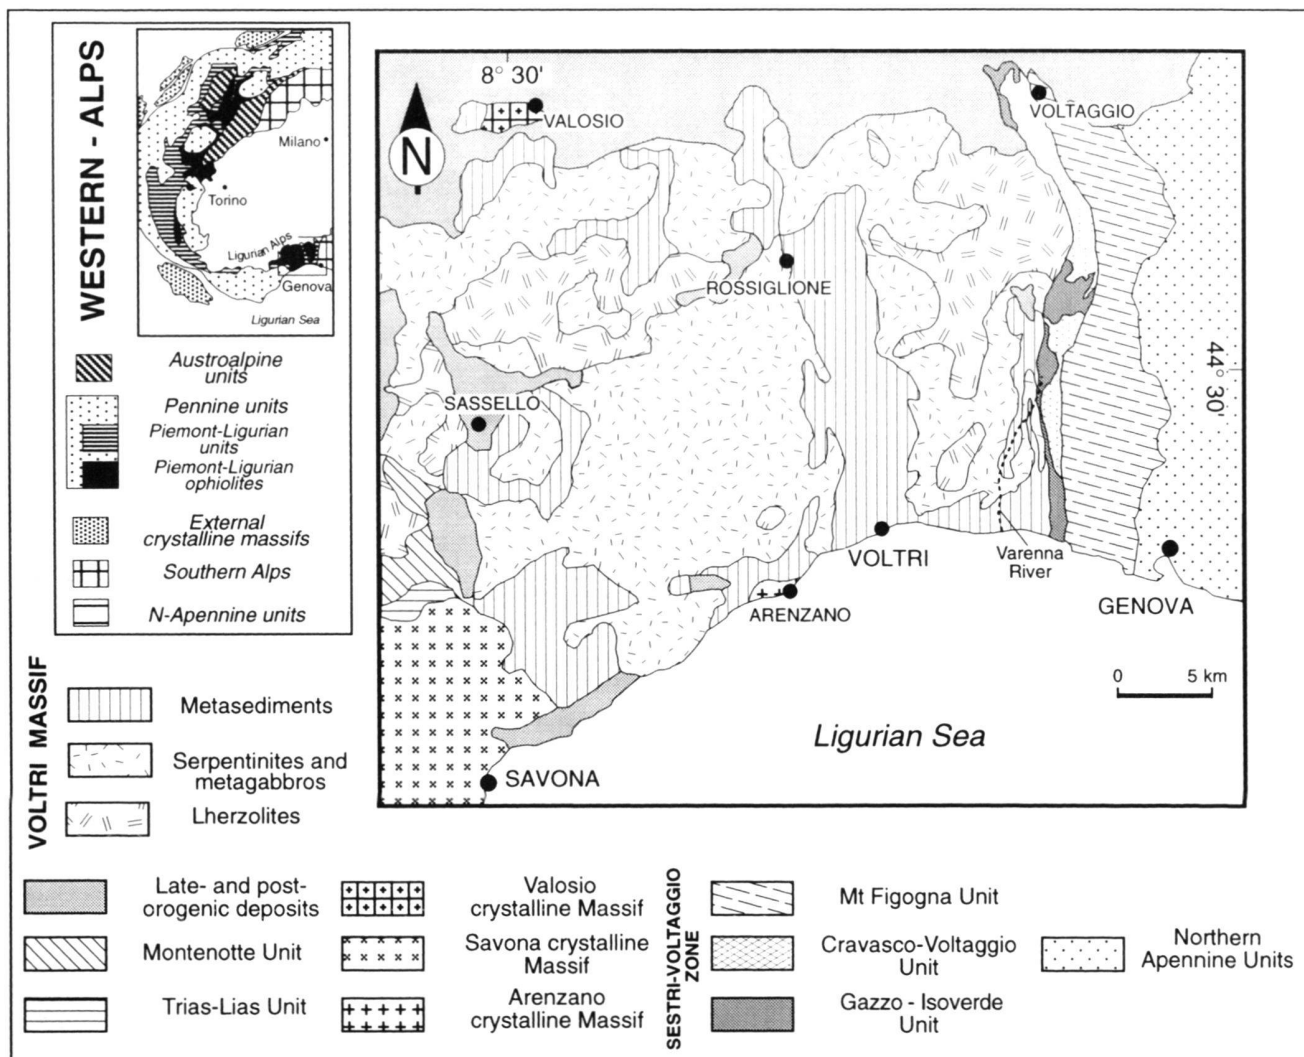 WESTERN - ALPS
Milano
Torino
Ligurian Alps
Genova
Ligurian Sea
Austroalpine
units
Pennine units
Piemont-Ligurian
units
Piemont-Ligurian
ophiolites
External
crystalline massifs
Southern Alps
N-Apennine units
8° 30'
N
VALOSIO
VOLTAGGIO
ROSSIGLIONE
44° 30'
SASSELLO
VOLTRI
Varenna
River
ARENZANO
GENOVA
0 5 km
Ligurian Sea
SAVONA
VOLTRI MASSIF
Metasediments
Serpentinites and
metagabbros
Lherzolites
Late- and post-
orogenic deposits
Montenotte Unit
Trias-Lias Unit
Valosio
crystalline Massif
Savona crystalline
Massif
Arenzano
crystalline Massif
SESTRI-VOLTAGGIO
ZONE
Mt Figogna Unit
Cravasco-Voltaggio
Unit
Gazzo - Isoverde
Unit
Northern
Apennine Units